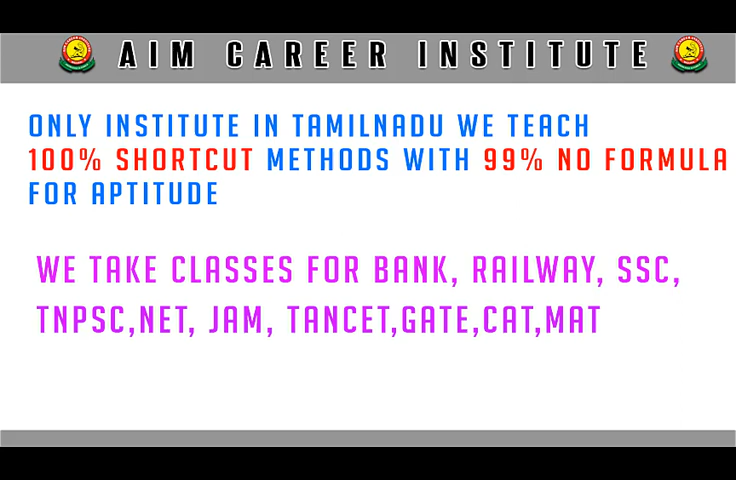 AIM CAREER INSTITUTE
ONLY INSTITUTE IN TAMILNADU WE TEACH
100% SHORTCUT METHODS WITH 99% NO FORMULA
FOR APTITUDE
WE TAKE CLASSES FOR BANK, RAILWAY, SSC,
TNPSC,NET, JAM, TANCET,GATE,CAT,MAT